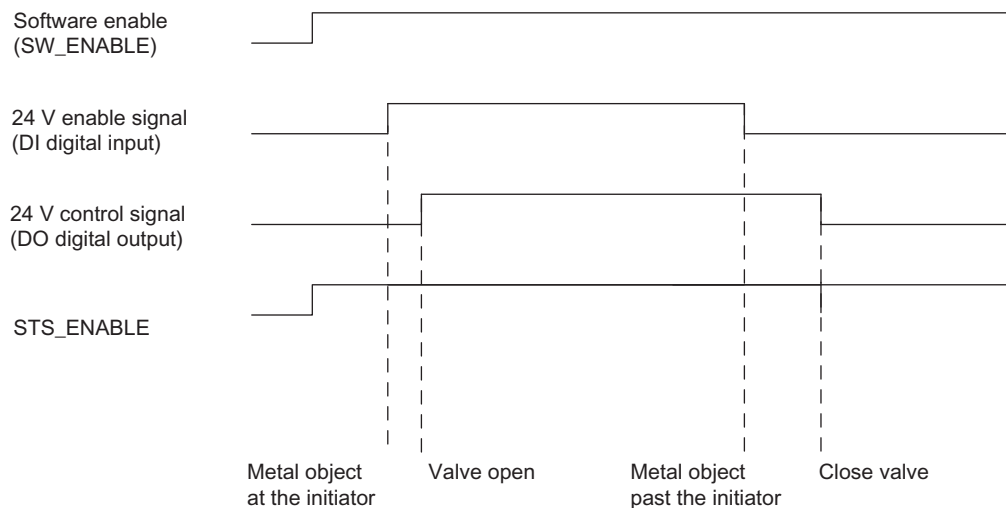 Software enable
(SW_ENABLE)
24 V enable signal
(DI digital input)
24 V control signal
(DO digital output)
STS_ENABLE
Metal object
at the initiator
Valve open
Metal object
past the initiator
Close valve